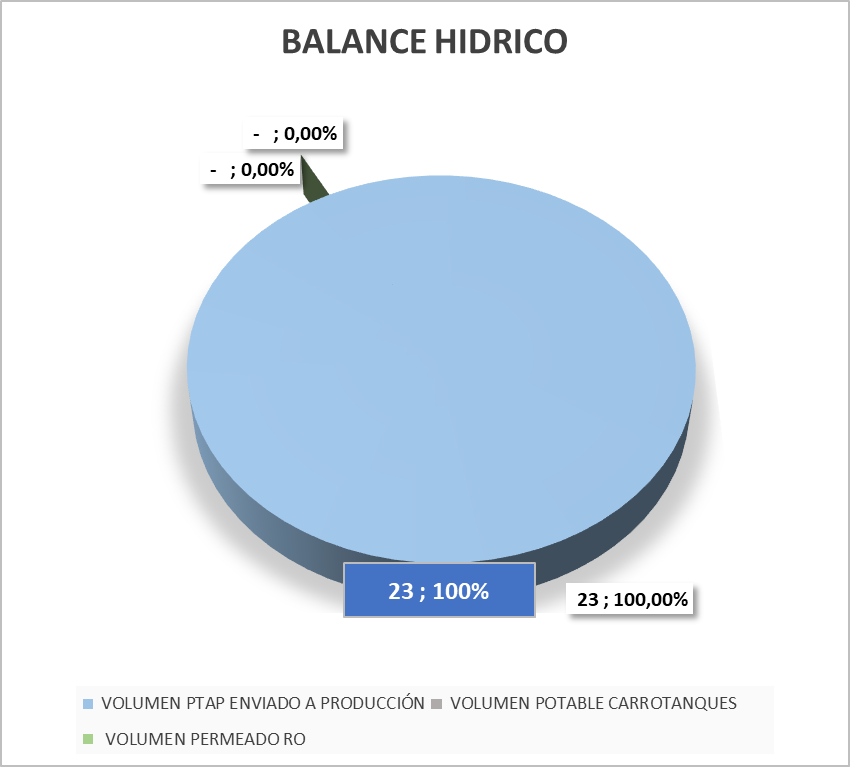 BALANCE HIDRICO
- ; 0,00%
- ; 0,00%
23 ; 100%
23 ; 100,00%
VOLUMEN PTAP ENVIADO A PRODUCCIÓN VOLUMEN POTABLE CARROTANQUES
VOLUMEN PERMEADO RO